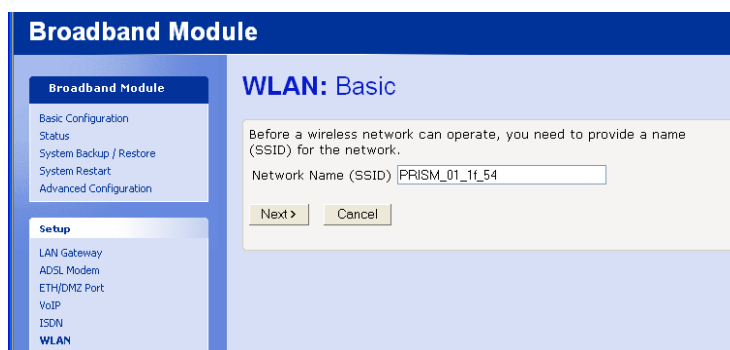 Broadband Module
Broadband Module
Basic Configuration
Status
System Backup / Restore
System Restart
Advanced Configuration
Setup
LAN Gateway
ADSL Modem
ETH/DMZ Port
VoIP
ISDN
WLAN
WLAN: Basic
Before a wireless network can operate, you need to provide a name
(SSID) for the network.
Network Name (SSID) PRISM_01_1f_54
Next > Cancel